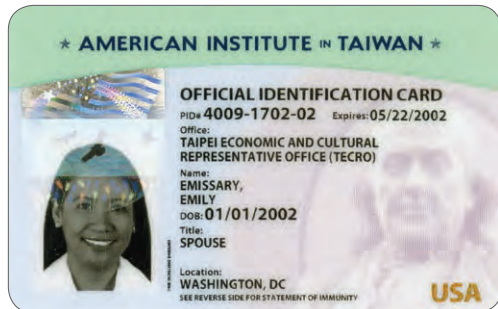 ★ AMERICAN INSTITUTE IN TAIWAN ★
OFFICIAL IDENTIFICATION CARD
PID# 4009-1702-02 Expires: 05/22/2002
Office:
TAIPEI ECONOMIC AND CULTURAL
REPRESENTATIVE OFFICE (TECRO)
Name:
EMISSARY,
EMILY
DOB: 01/01/2002
Title:
SPOUSE
Location:
WASHINGTON, DC
SEE REVERSE SIDE FOR STATEMENT OF IMMUNITY
USA